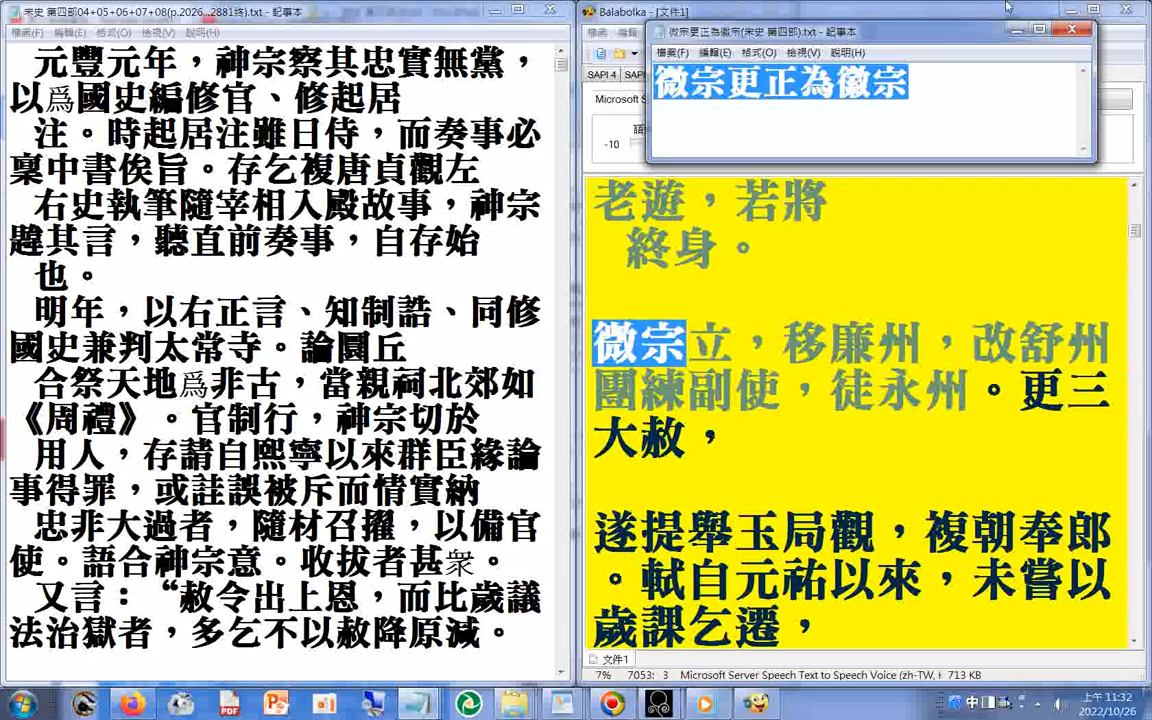 宋史 第四部04+05+06+07+08(p.2026...2881终).txt - 記事本
檔案(F) 編輯(E) 格式(O) 檢視(V) 說明(H)
元豐元年，神宗察其忠實無黨，
以爲國史編修官、修起居
注。時起居注雖日侍，而奏事必
稟中書俟旨。存乞複唐貞觀左
右史執筆隨宰相入殿故事，神宗
韙其言，聽直前奏事，自存始
也。
明年，以右正言、知制誥、同修
國史兼判太常寺。論圜丘
合祭天地爲非古，當親祠北郊如
《周禮》。官制行，神宗切於
用人，存請自熙寧以來群臣緣論
事得罪，或詿誤被斥而情實納
忠非大過者，隨材召擢，以備官
使。語合神宗意。收拔者甚衆。
又言：“赦令出上恩，而比歲議
法治獄者，多乞不以赦降原減。
Balabolka - [文件1]
檔案 編輯
SAPI 4 SAPI
Microsoft S
-10
微宗更正為徽宗(宋史 第四部).txt - 記事本
檔案(F) 編輯(E) 格式(O) 檢視(V) 說明(H)
微宗更正為徽宗
老遊，若將
終身。
微宗立，移廉州，改舒州
團練副使，徙永州。更三
大赦，
遂提舉玉局觀，複朝奉郎
。軾自元祐以來，未嘗以
歲課乞遷，
文件1
7% 7053: 3 Microsoft Server Speech Text to Speech Voice (zh-TW, H 713 KB
中
上午 11:32
2022/10/26